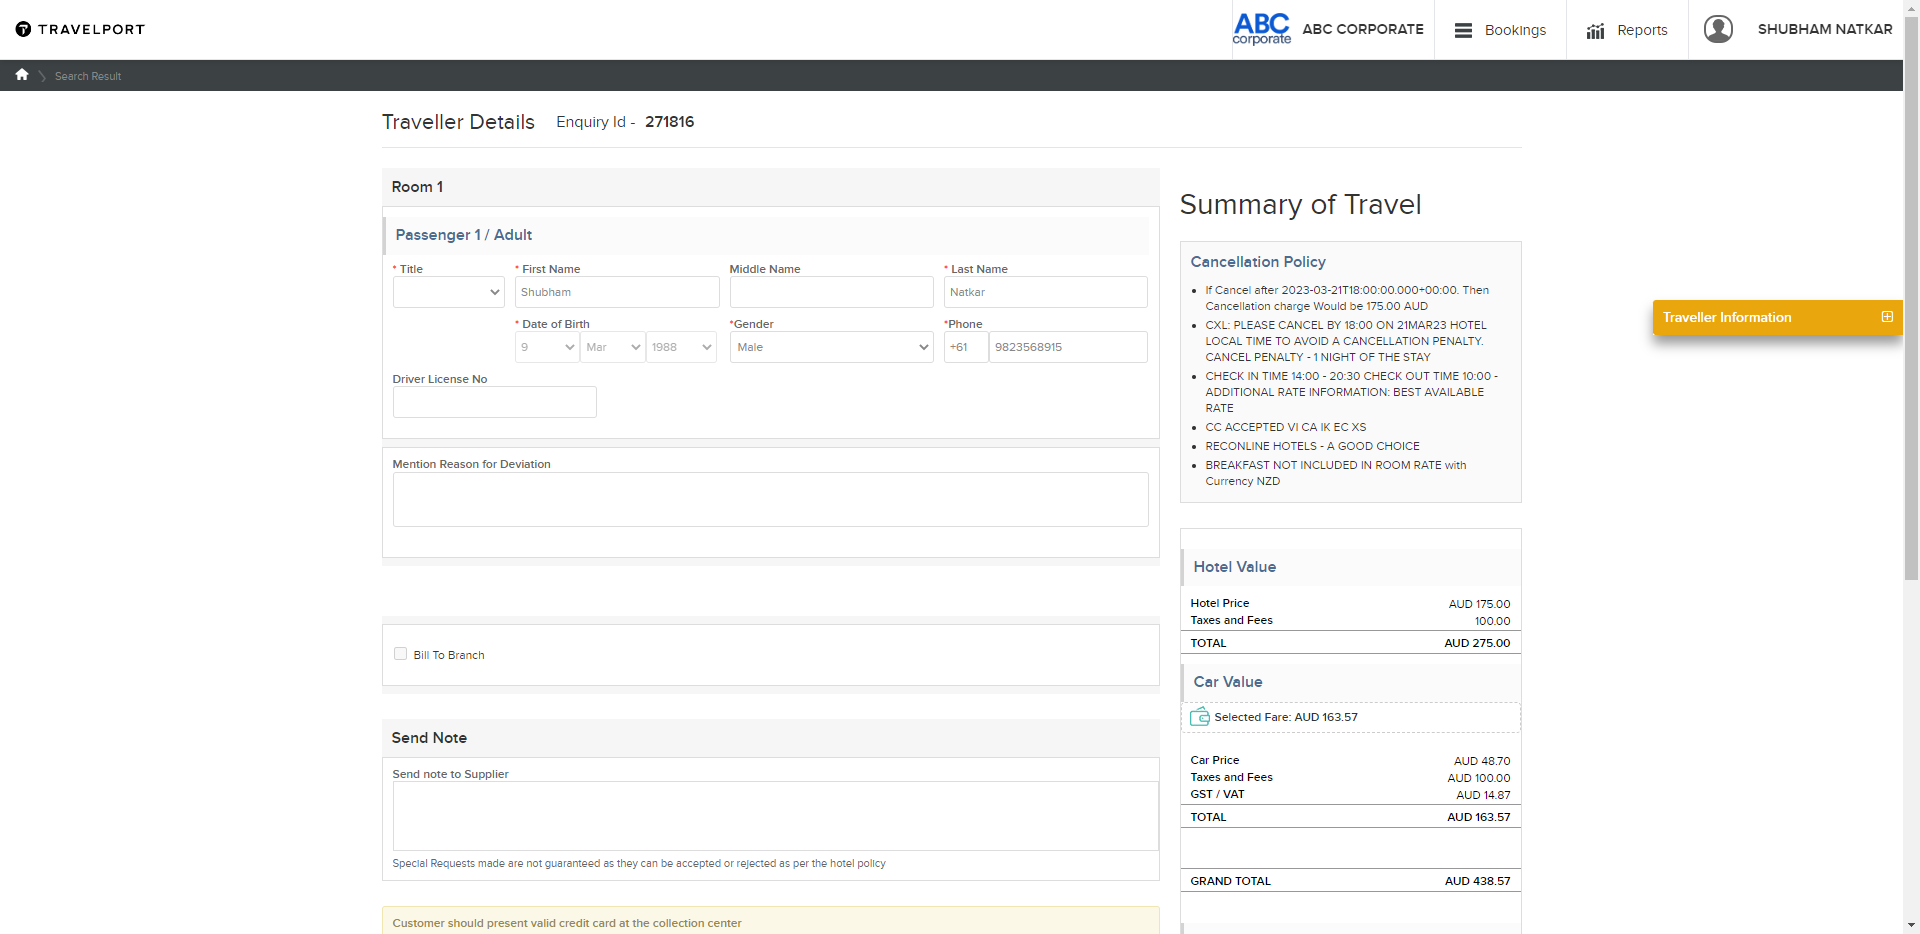 TRAVELPORT
ABC
corporate
ABC CORPORATE
Bookings
Reports
SHUBHAM NATKAR
Search Result
Traveller Details
Enquiry Id - 271816
Room 1
Passenger 1 / Adult
* Title
* First Name
Middle Name
* Last Name
Shubham
Natkar
* Date of Birth
*Gender
*Phone
9
Mar
1988
Male
+61
9823568915
Driver License No
Mention Reason for Deviation
Bill To Branch
Send Note
Send note to Supplier
Special Requests made are not guaranteed as they can be accepted or rejected as per the hotel policy
Customer should present valid credit card at the collection center
Summary of Travel
Cancellation Policy
If Cancel after 2023-03-21T18:00:00.000+00:00. Then
Cancellation charge Would be 175.00 AUD
CXL: PLEASE CANCEL BY 18:00 ON 21MAR23 HOTEL
LOCAL TIME TO AVOID A CANCELLATION PENALTY.
CANCEL PENALTY - 1 NIGHT OF THE STAY
CHECK IN TIME 14:00 - 20:30 CHECK OUT TIME 10:00 -
ADDITIONAL RATE INFORMATION: BEST AVAILABLE
RATE
CC ACCEPTED VI CA IK EC XS
RECONLINE HOTELS - A GOOD CHOICE
BREAKFAST NOT INCLUDED IN ROOM RATE with
Currency NZD
Hotel Value
Hotel Price AUD 175.00
Taxes and Fees 100.00
TOTAL AUD 275.00
Car Value
Selected Fare: AUD 163.57
Car Price AUD 48.70
Taxes and Fees AUD 100.00
GST / VAT AUD 14.87
TOTAL AUD 163.57
GRAND TOTAL AUD 438.57
Traveller Information